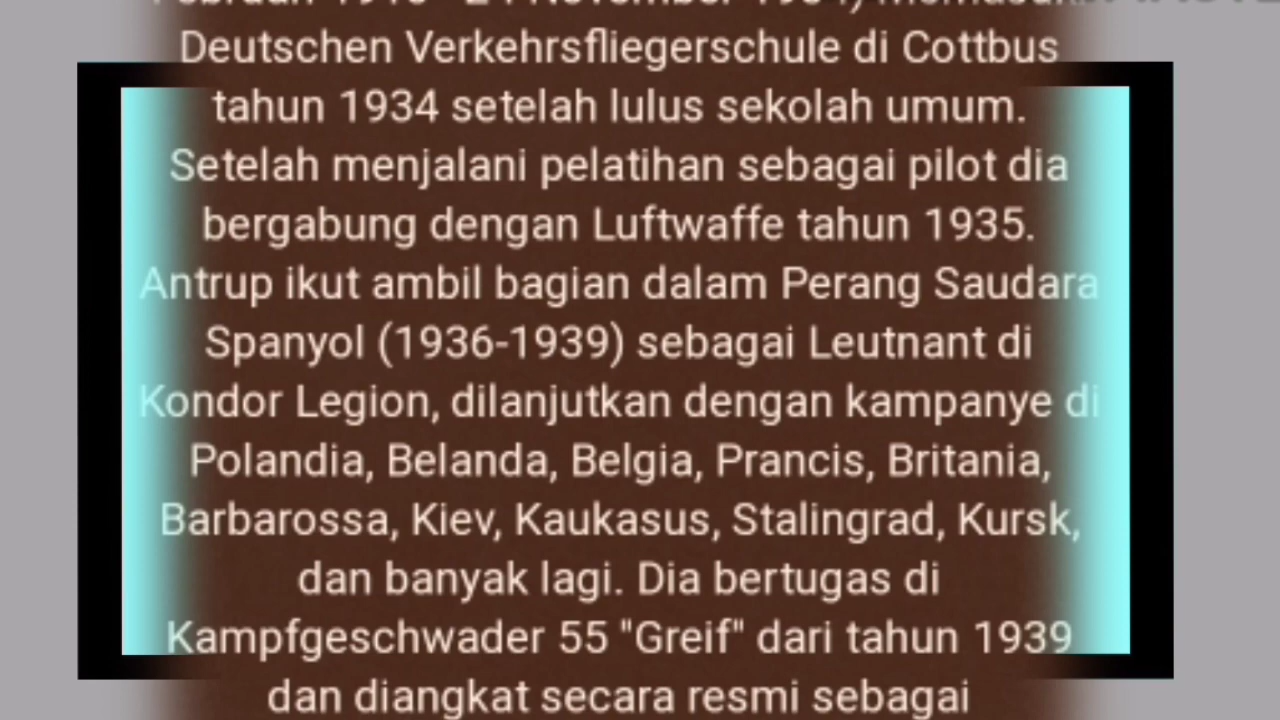 Deutschen Verkehrsfliegerschule di Cottbus
tahun 1934 setelah lulus sekolah umum.
Setelah menjalani pelatihan sebagai pilot dia
bergabung dengan Luftwaffe tahun 1935.
Antrup ikut ambil bagian dalam Perang Saudara
Spanyol (1936-1939) sebagai Leutnant di
Kondor Legion, dilanjutkan dengan kampanye di
Polandia, Belanda, Belgia, Prancis, Britania,
Barbarossa, Kiev, Kaukasus, Stalingrad, Kursk,
dan banyak lagi. Dia bertugas di
Kampfgeschwader 55 "Greif" dari tahun 1939
dan diangkat secara resmi sebagai